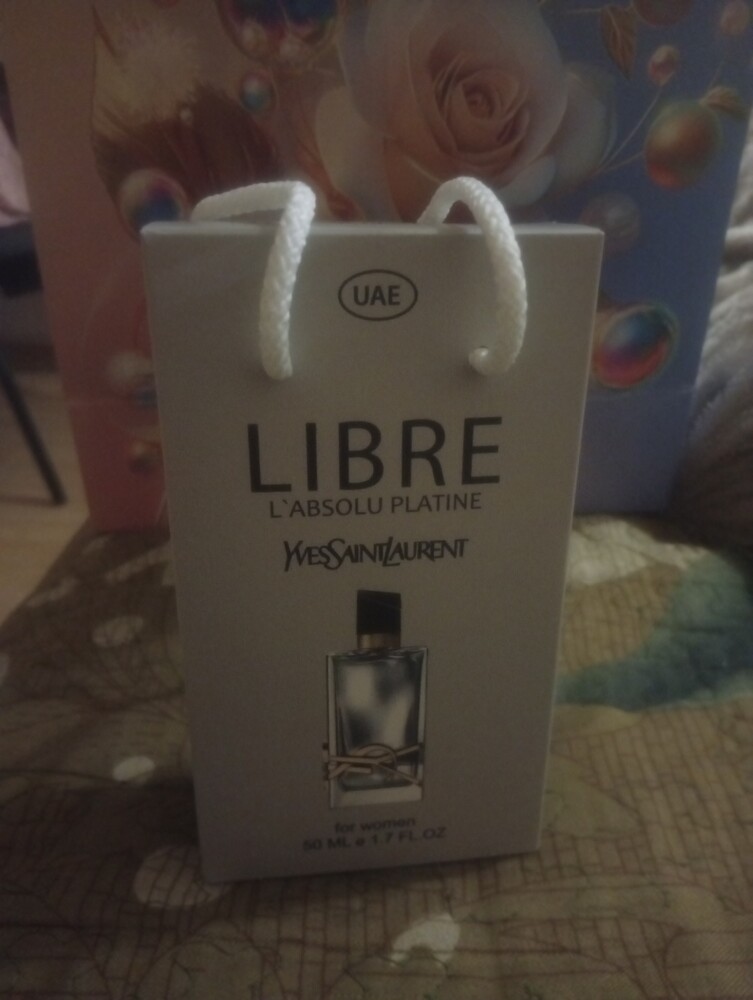 UAE
LIBRE
L`ABSOLU PLATINE
YVESSAINTLAURENT
for women
50 ML e 1.7 FL OZ